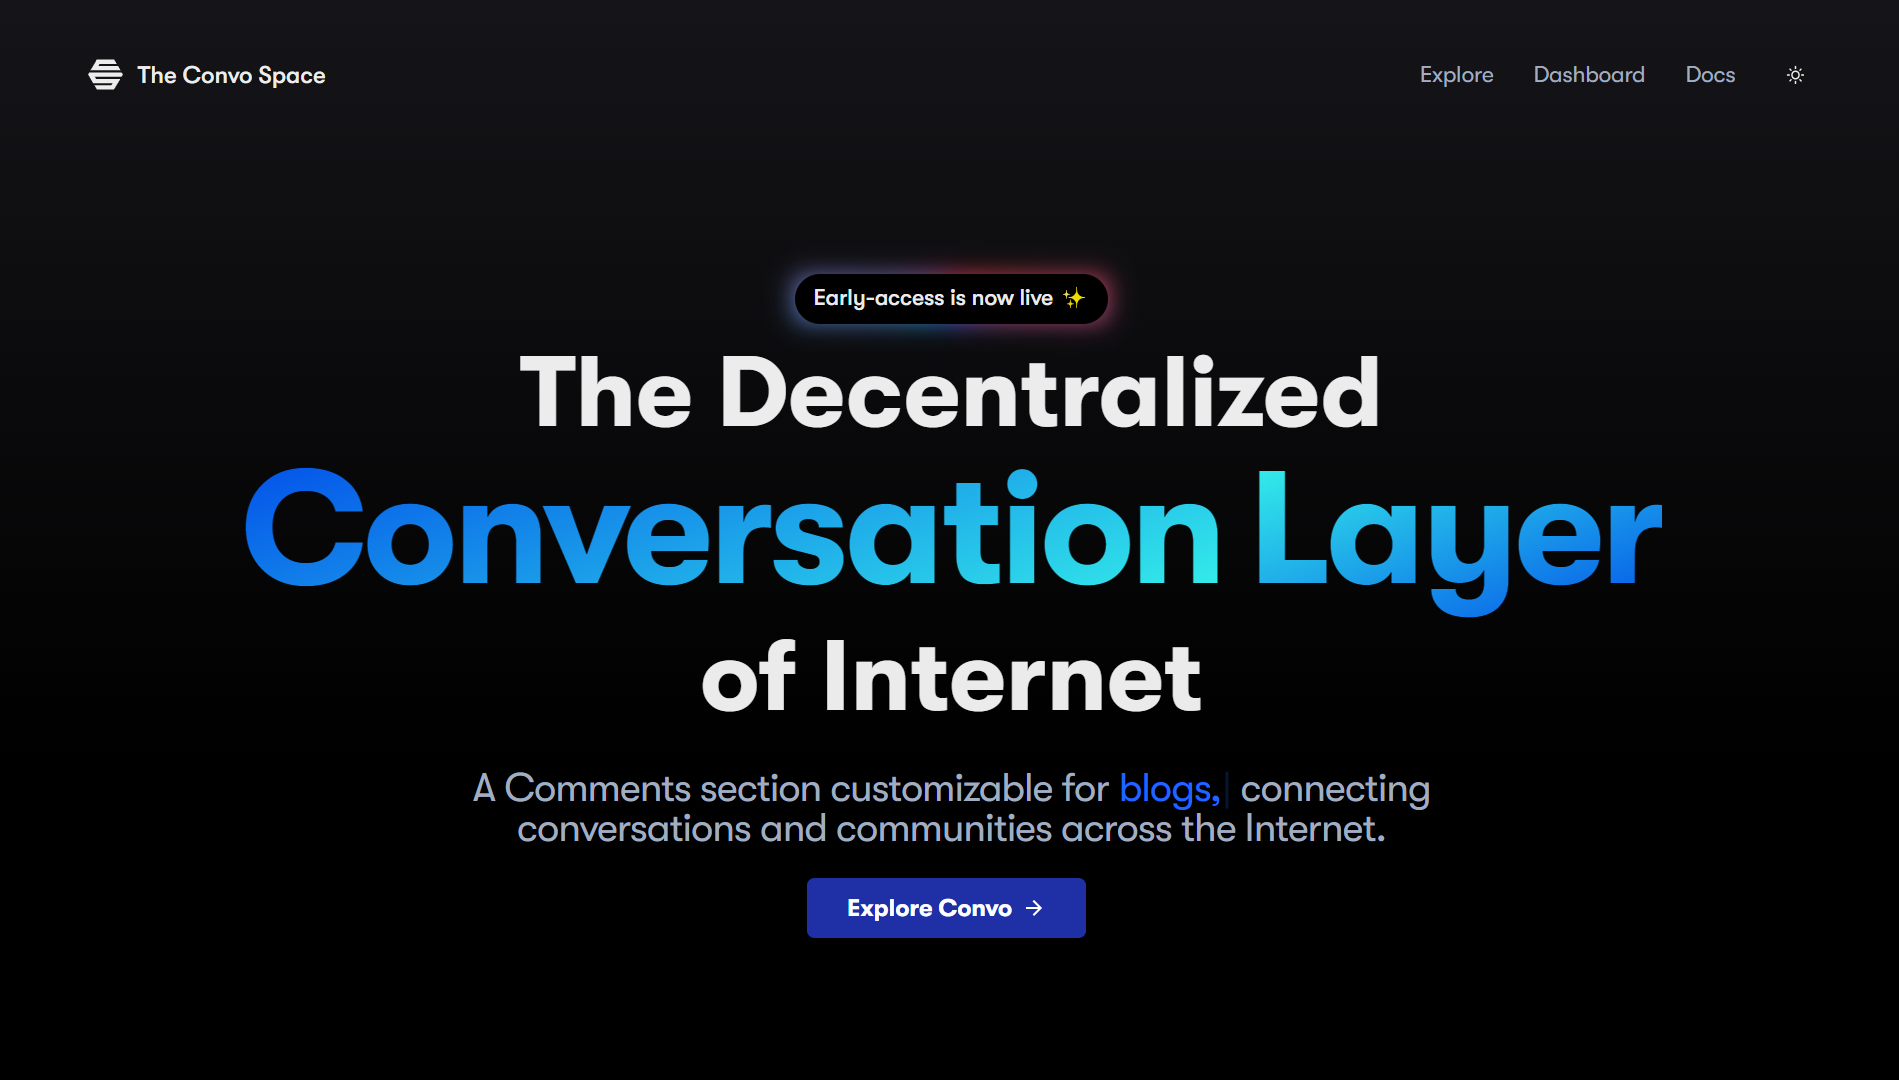 The Convo Space
Explore
Dashboard
Docs
Early-access is now live ✨
The Decentralized
Conversation Layer
of Internet
A Comments section customizable for blogs,| connecting
conversations and communities across the Internet.
Explore Convo →